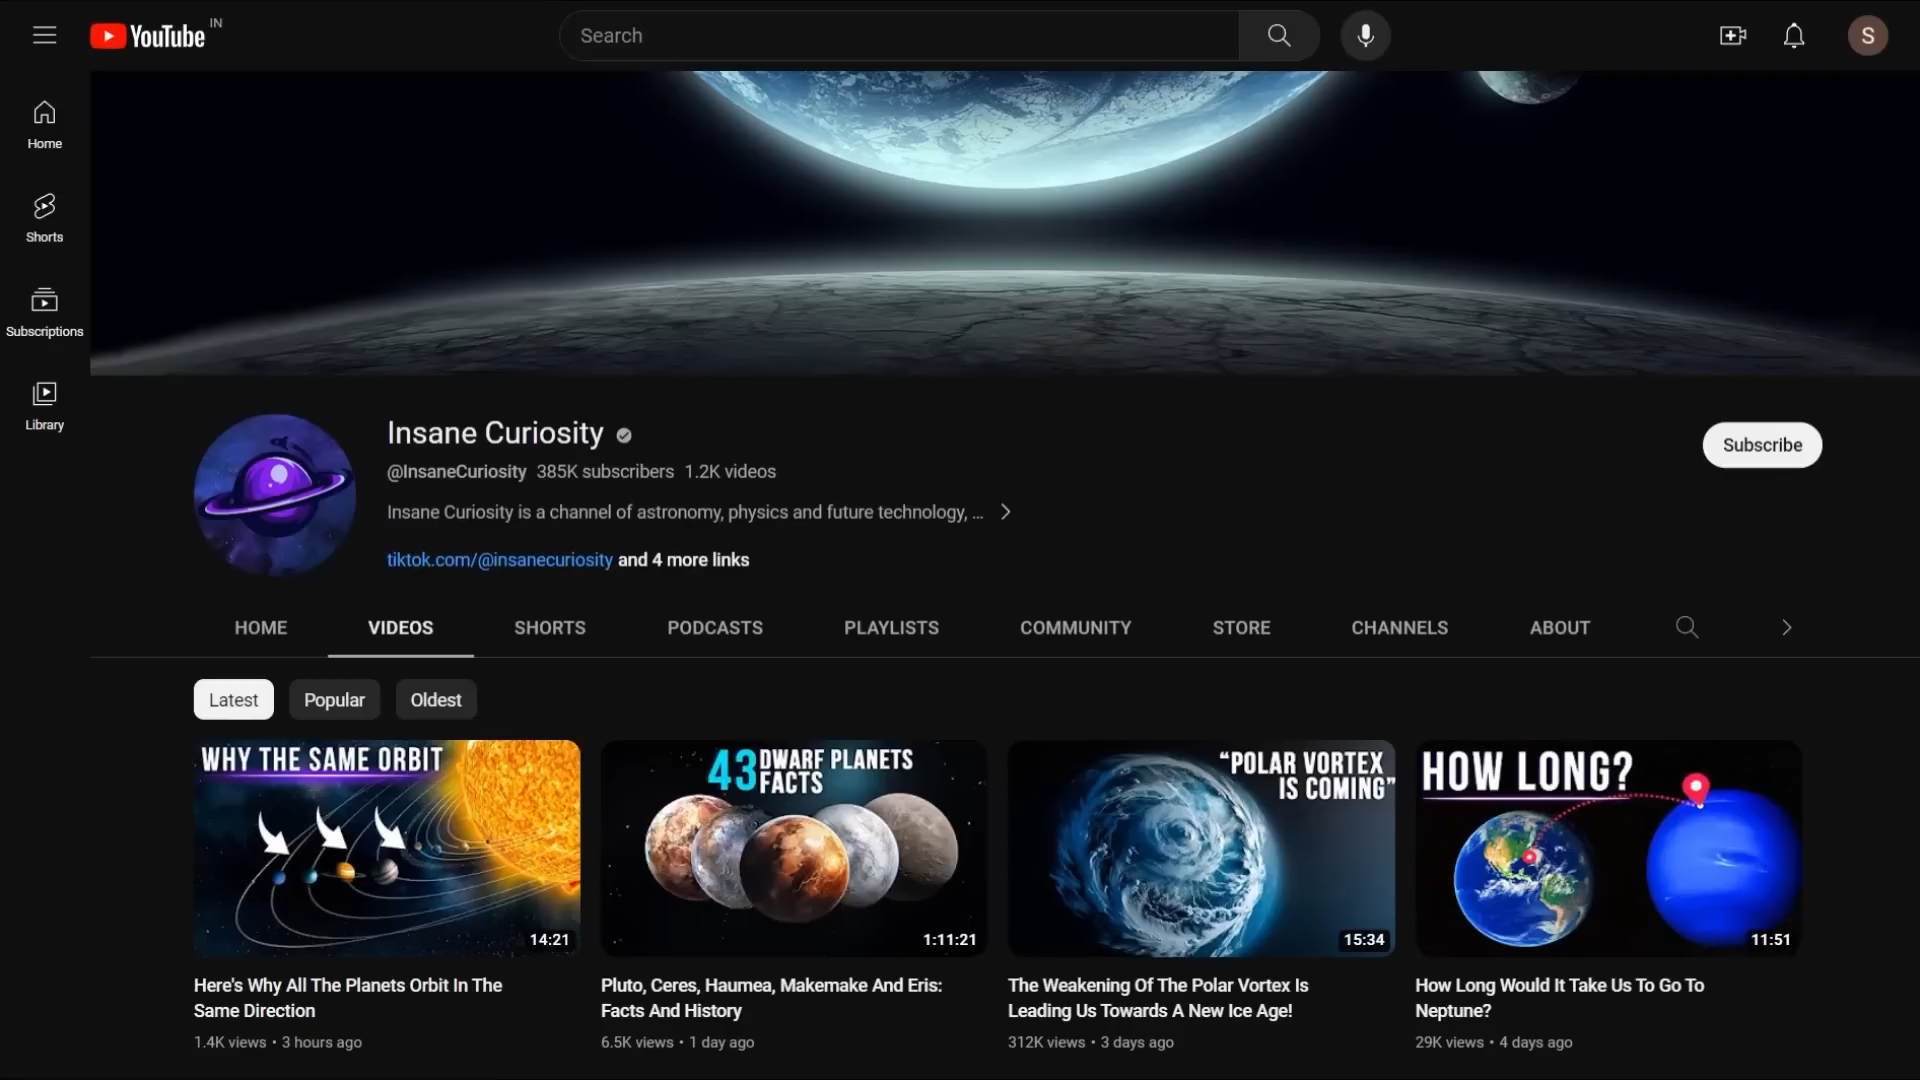 YouTube IN
Search
S
Home
Shorts
Subscriptions
Library
Insane Curiosity
@InsaneCuriosity 385K subscribers 1.2K videos
Insane Curiosity is a channel of astronomy, physics and future technology, ...
tiktok.com/@insanecuriosity and 4 more links
Subscribe
HOME VIDEOS SHORTS PODCASTS PLAYLISTS COMMUNITY STORE CHANNELS ABOUT
Latest Popular Oldest
WHY THE SAME ORBIT
14:21
Here's Why All The Planets Orbit In The
Same Direction
1.4K views • 3 hours ago
43 DWARF PLANETS
FACTS
1:11:21
Pluto, Ceres, Haumea, Makemake And Eris:
Facts And History
6.5K views • 1 day ago
“POLAR VORTEX
IS COMING”
15:34
The Weakening Of The Polar Vortex Is
Leading Us Towards A New Ice Age!
312K views • 3 days ago
HOW LONG?
11:51
How Long Would It Take Us To Go To
Neptune?
29K views • 4 days ago